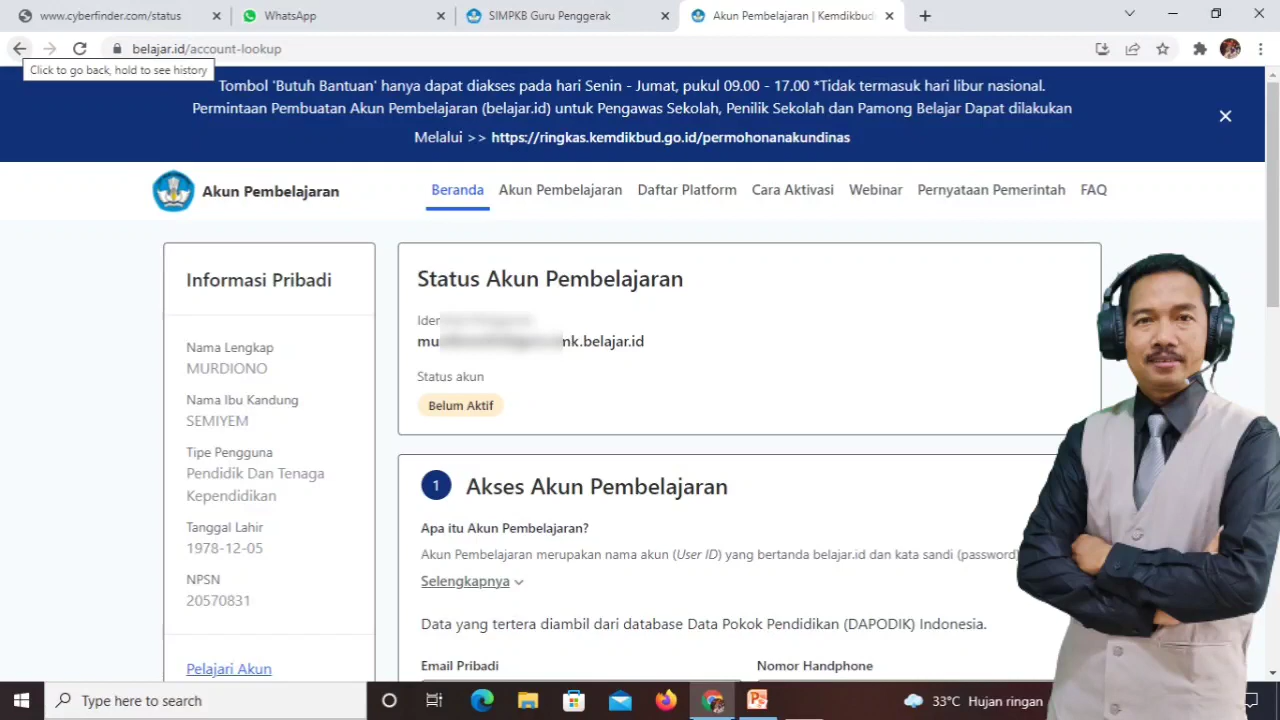 www.cyberfinder.com/status
WhatsApp
SIMPKB Guru Penggerak
Akun Pembelajaran | Kemdikbud
belajar.id/account-lookup
Click to go back, hold to see history
Tombol 'Butuh Bantuan' hanya dapat diakses pada hari Senin - Jumat, pukul 09.00 - 17.00 *Tidak termasuk hari libur nasional.
Permintaan Pembuatan Akun Pembelajaran (belajar.id) untuk Pengawas Sekolah, Penilik Sekolah dan Pamong Belajar Dapat dilakukan
Melalui >> https://ringkas.kemdikbud.go.id/permohonanakundinas
Akun Pembelajaran
Beranda
Akun Pembelajaran
Daftar Platform
Cara Aktivasi
Webinar
Pernyataan Pemerintah
FAQ
Informasi Pribadi
Nama Lengkap
MURDIONO
Nama Ibu Kandung
SEMIYEM
Tipe Pengguna
Pendidik Dan Tenaga
Kependidikan
Tanggal Lahir
1978-12-05
NPSN
20570831
Pelajari Akun
Status Akun Pembelajaran
mk.belajar.id
Status akun
Belum Aktif
1 Akses Akun Pembelajaran
Apa itu Akun Pembelajaran?
Akun Pembelajaran merupakan nama akun (User ID) yang bertanda belajar.id dan kata sandi (password)
Selengkapnya
Data yang tertera diambil dari database Data Pokok Pendidikan (DAPODIK) Indonesia.
Email Pribadi
Nomor Handphone
Type here to search
33°C Hujan ringan